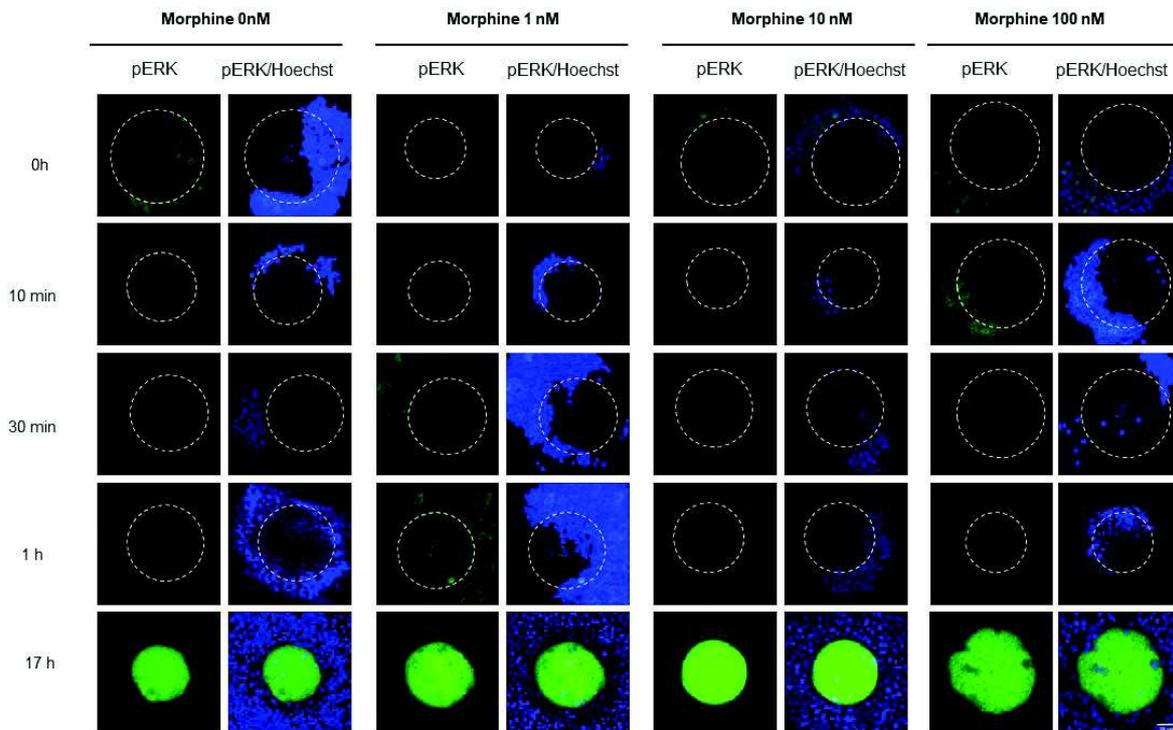 Morphine 0nM Morphine 1 nM Morphine 10 nM Morphine 100 nM
pERK pERK/Hoechst pERK pERK/Hoechst pERK pERK/Hoechst pERK pERK/Hoechst
0h
10 min
30 min
1 h
17 h